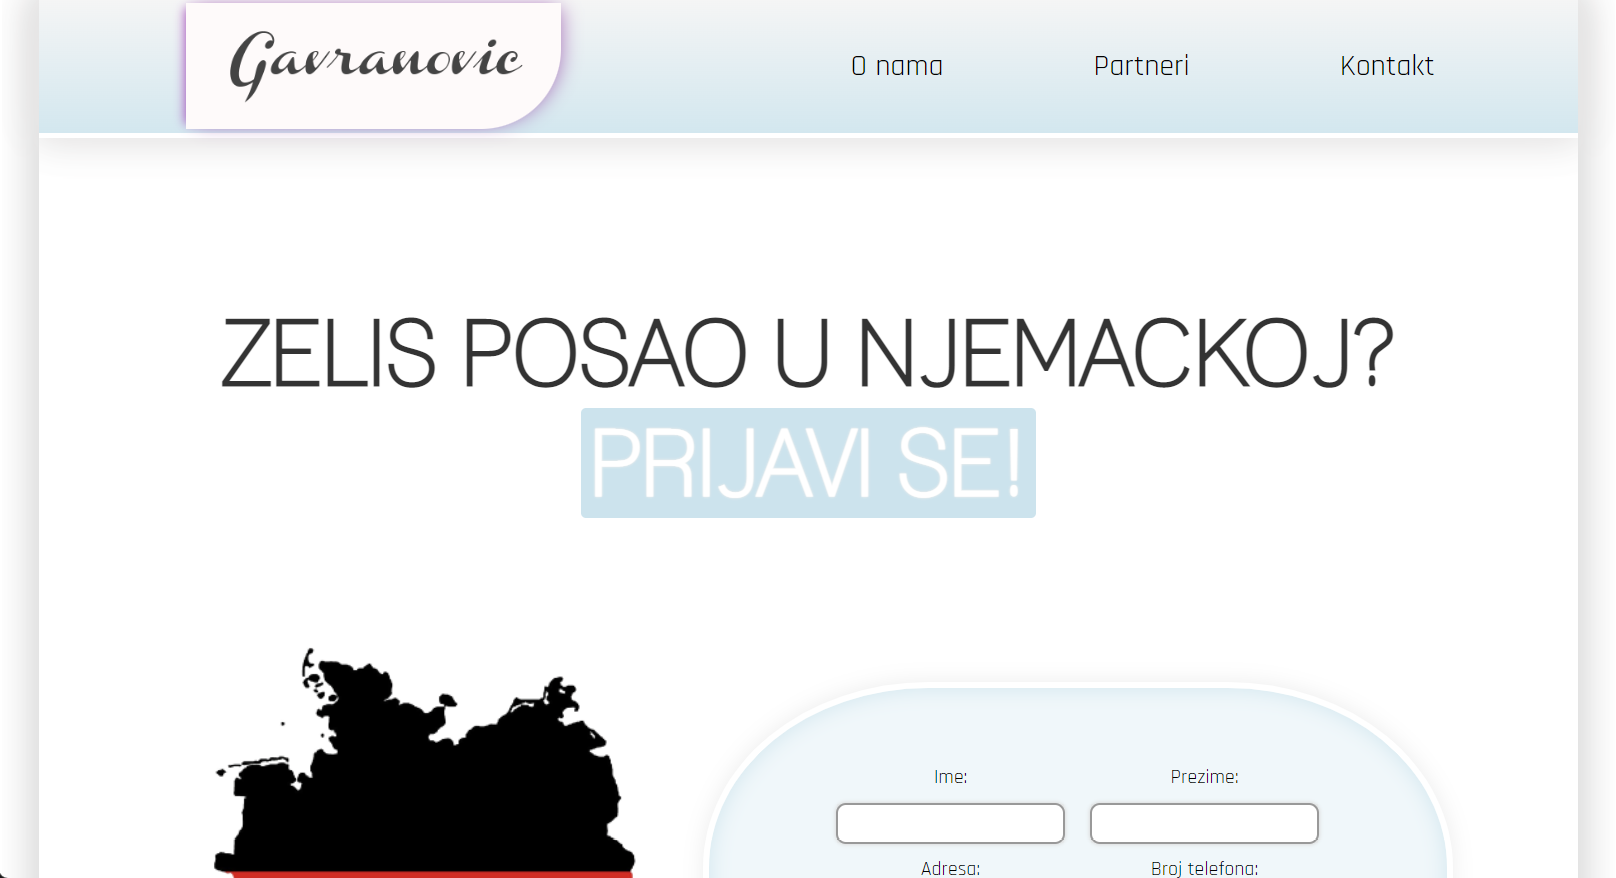 Gavranovic
O nama Partneri Kontakt
ZELIS POSAO U NJEMACKOJ?
PRIJAVI SE!
Ime: Prezime:
Adresa: Broj telefona: